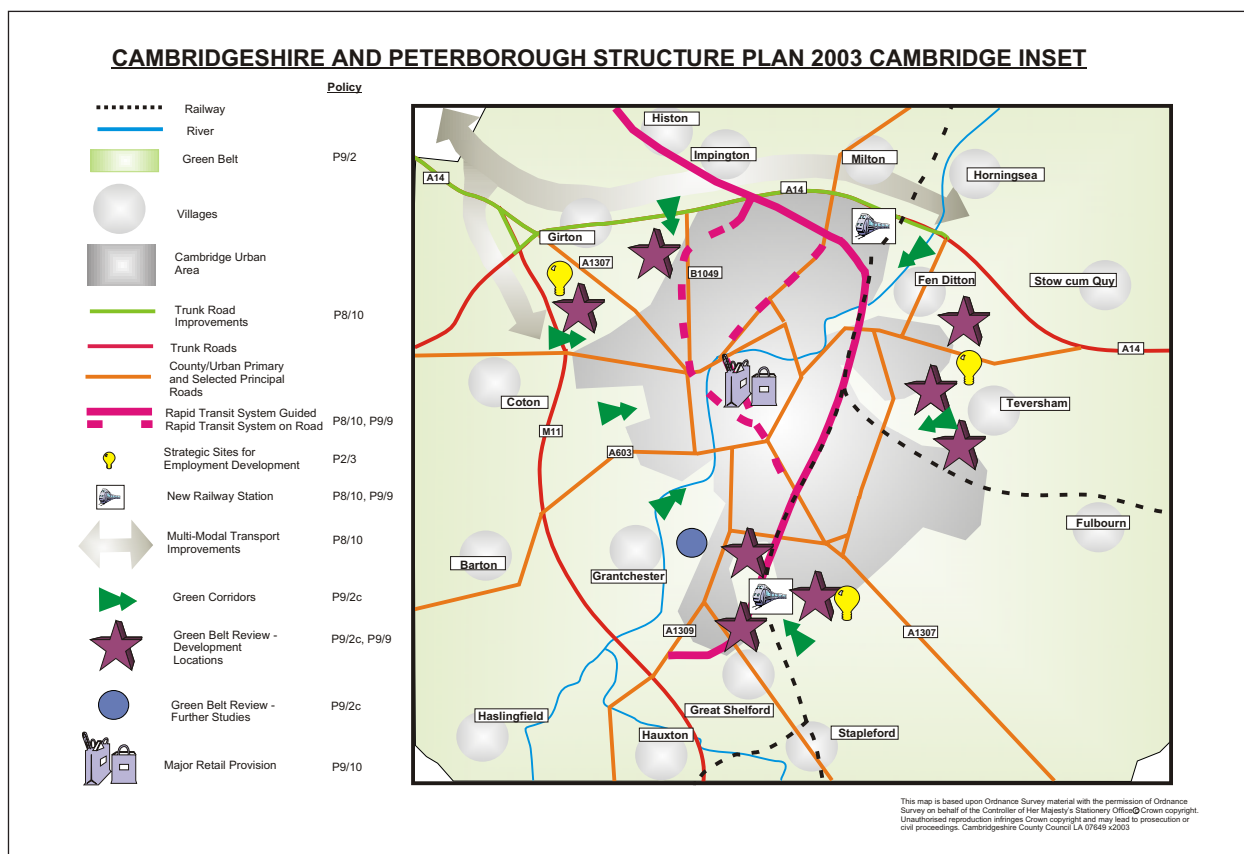 CAMBRIDGESHIRE AND PETERBOROUGH STRUCTURE PLAN 2003 CAMBRIDGE INSET
Policy
Railway
River
Green Belt P9/2
Villages
Cambridge Urban
Area
Trunk Road
Improvements P8/10
Trunk Roads
County/Urban Primary
and Selected Principal
Roads
Rapid Transit System Guided
Rapid Transit System on Road P8/10, P9/9
Strategic Sites for
Employment Development P2/3
New Railway Station P8/10, P9/9
Multi-Modal Transport
Improvements P8/10
Green Corridors P9/2c
Green Belt Review -
Development
Locations P9/2c, P9/9
Green Belt Review -
Further Studies P9/2c
Major Retail Provision P9/10
Histon
Impington
Milton
Horningsea
A14
A14
Girton
A1307
B1049
Fen Ditton
Stow cum Quy
A14
Coton
Teversham
M11
A603
Fulbourn
Barton
Grantchester
A1309
A1307
Great Shelford
Haslingfield
Hauxton
Stapleford
This map is based upon Ordnance Survey material with the permission of Ordnance
Survey on behalf of the Controller of Her Majesty's Stationery Office © Crown copyright.
Unauthorised reproduction infringes Crown copyright and may lead to prosecution or
civil proceedings. Cambridgeshire County Council LA 07649 x2003